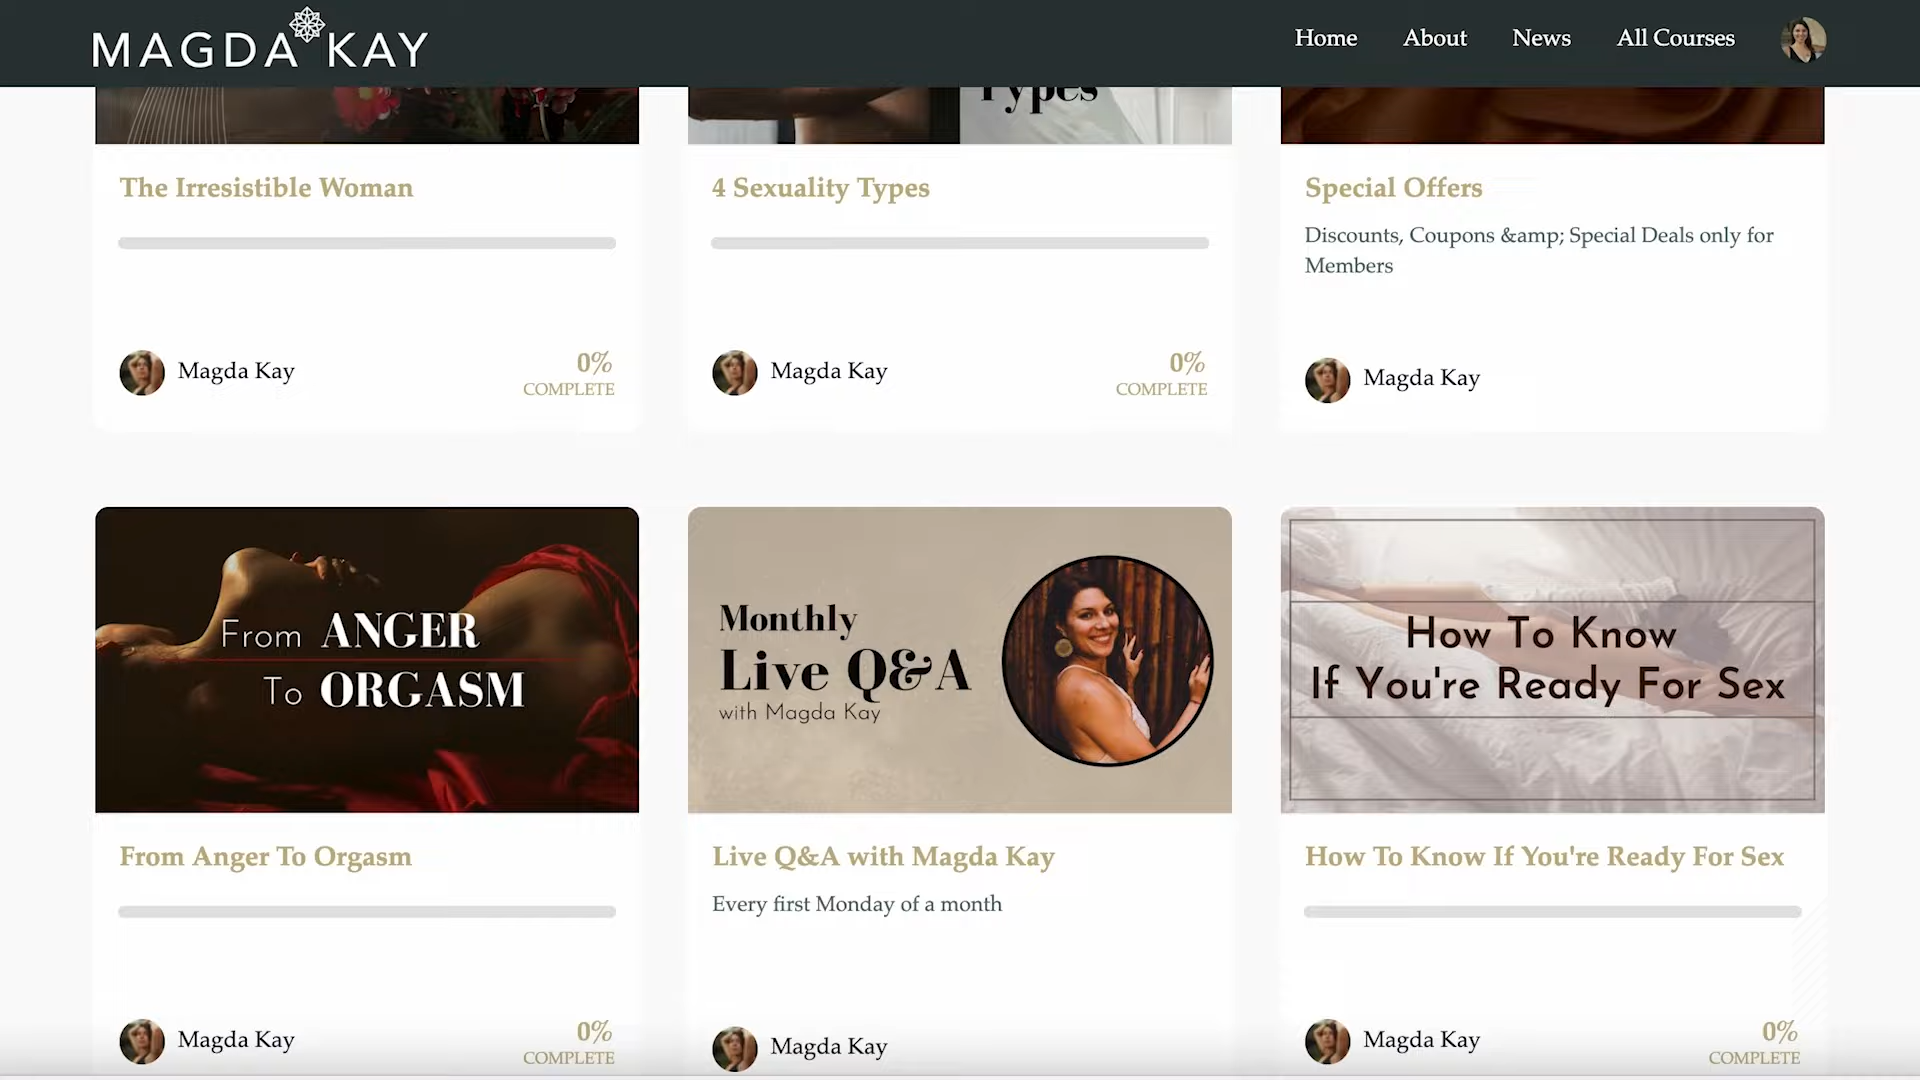 MAGDA KAY
Home
About
News
All Courses
Types
The Irresistible Woman
4 Sexuality Types
Special Offers
Discounts, Coupons &amp; Special Deals only for
Members
Magda Kay
0%
COMPLETE
Magda Kay
0%
COMPLETE
Magda Kay
From ANGER
To ORGASM
Monthly
Live Q&A
with Magda Kay
How To Know
If You're Ready For Sex
From Anger To Orgasm
Live Q&A with Magda Kay
How To Know If You're Ready For Sex
Every first Monday of a month
Magda Kay
0%
COMPLETE
Magda Kay
Magda Kay
0%
COMPLETE